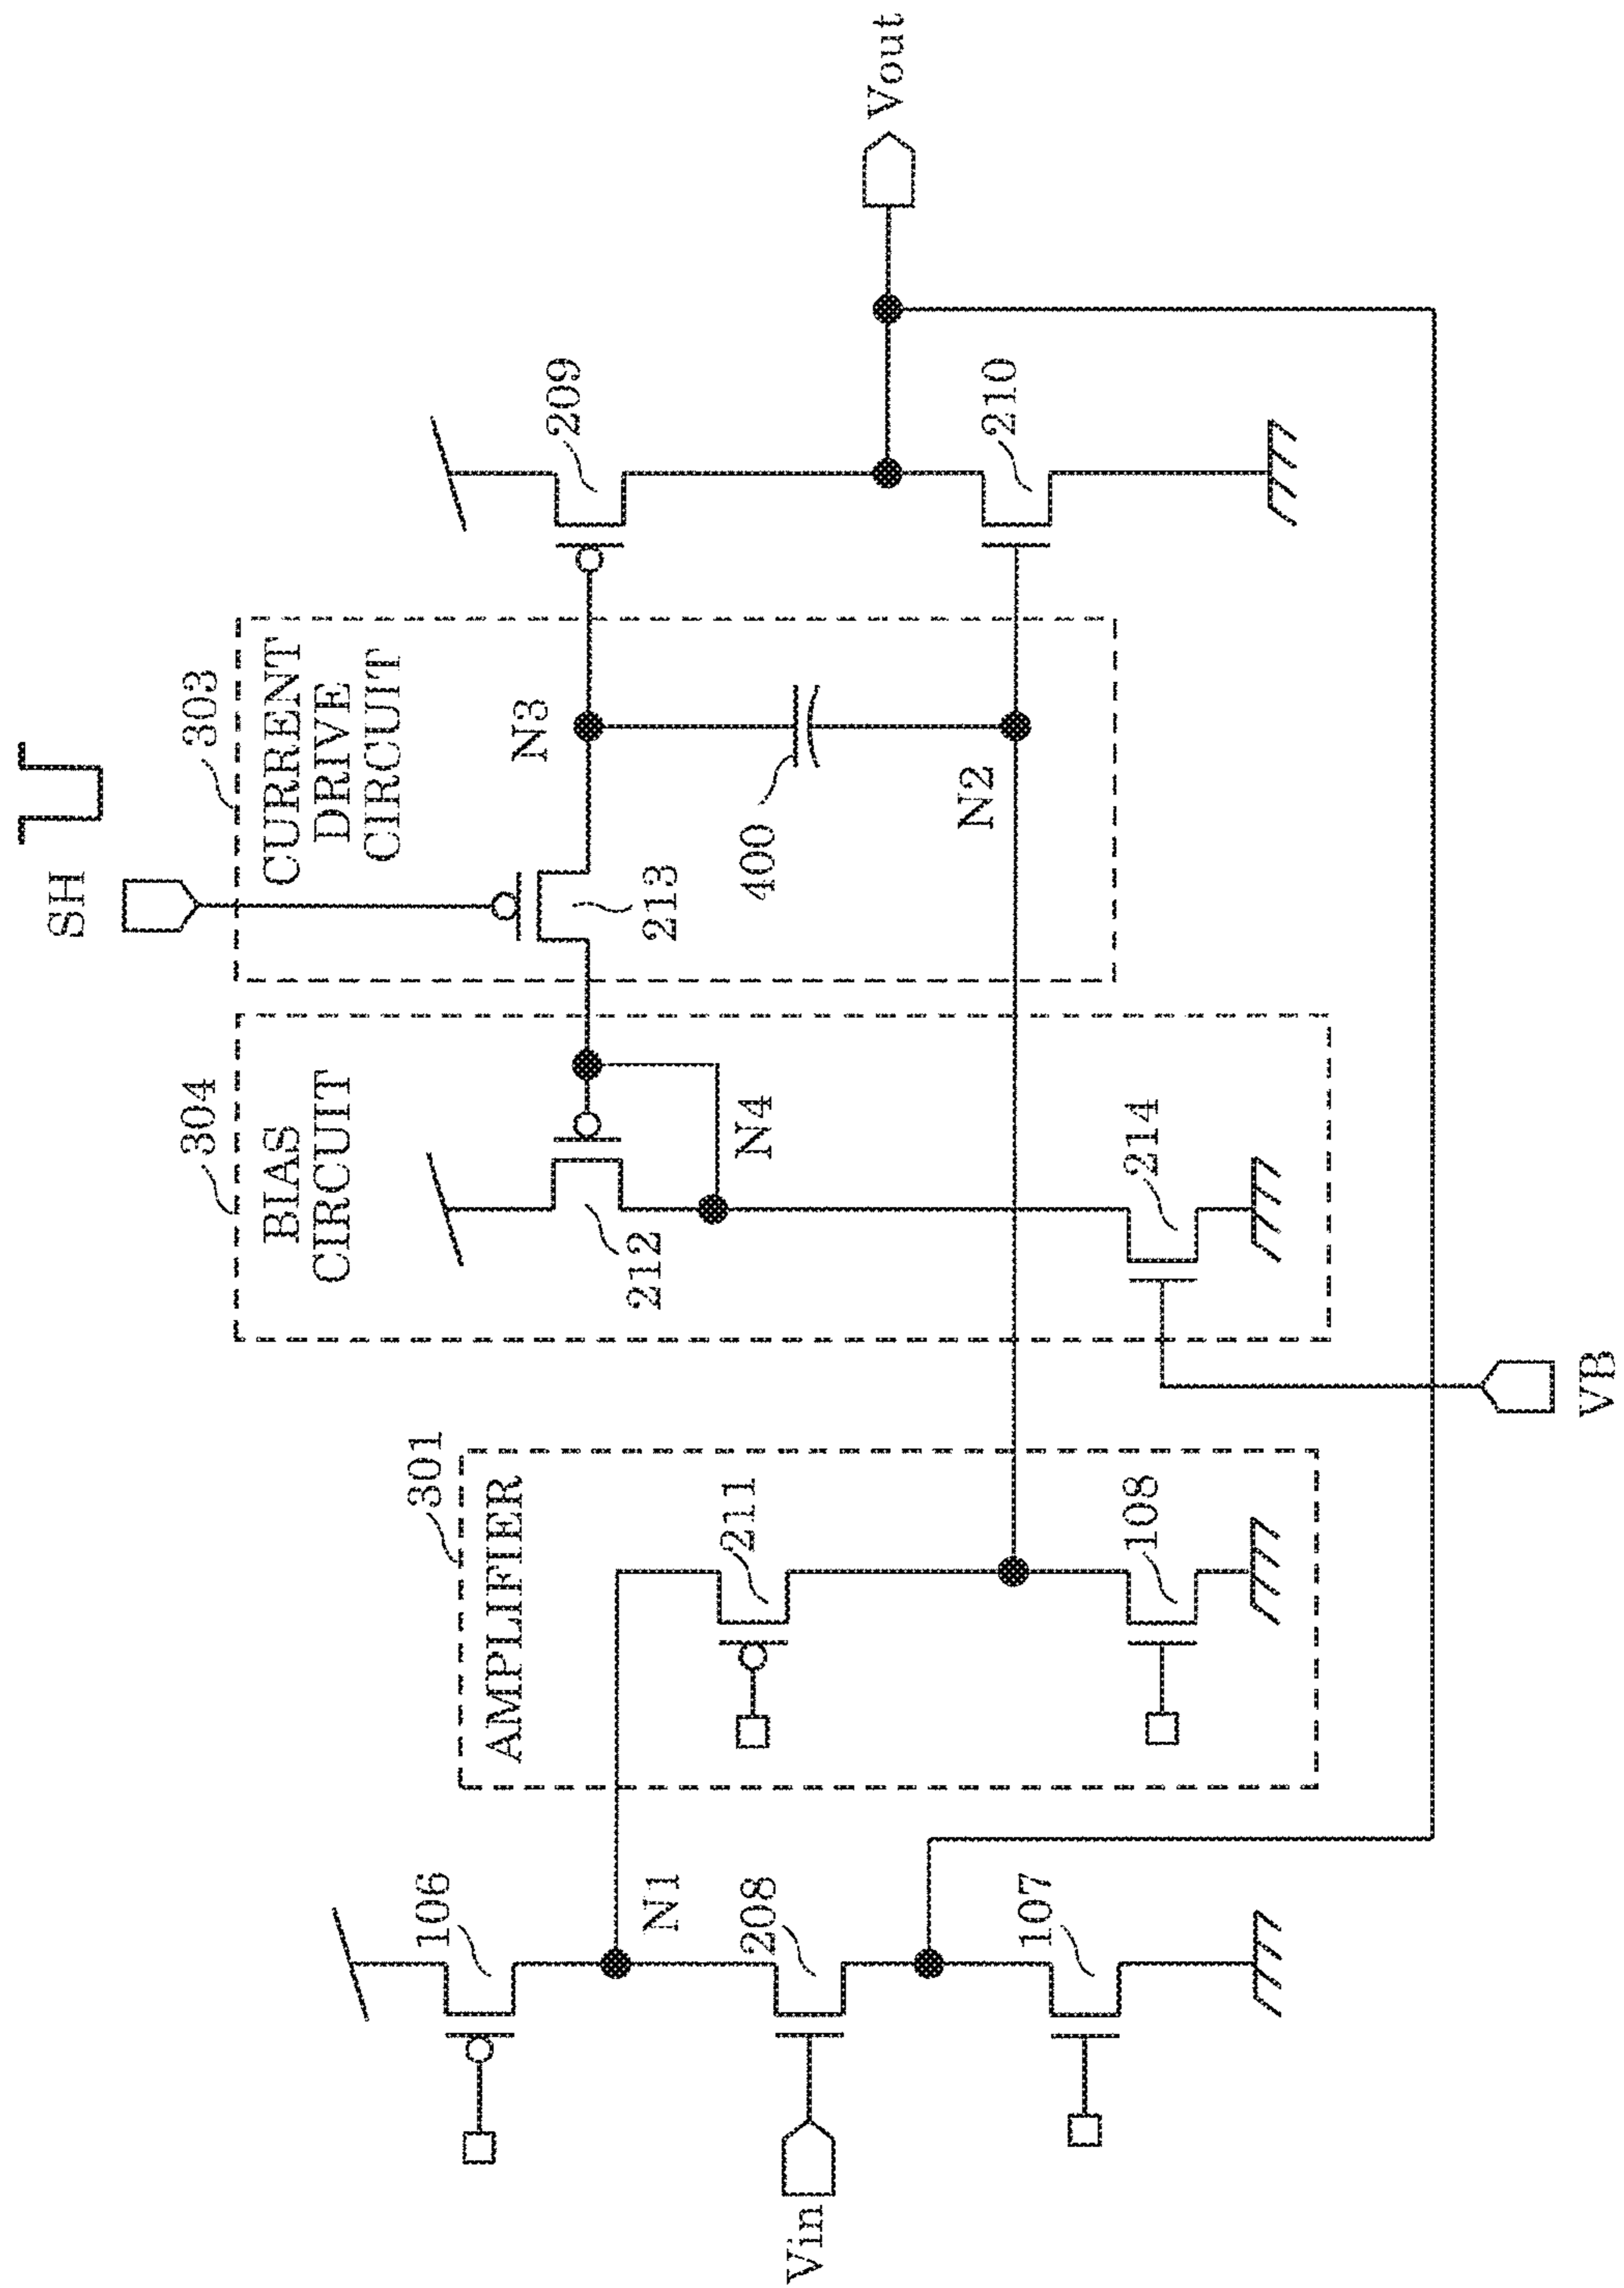 SH
303
CURRENT
DRIVE
CIRCUIT
304
BIAS
CIRCUIT
301
AMPLIFIER
106
N1
208
107
Vin
211
108
212
N4
214
VB
213
N3
400
N2
209
210
Vout